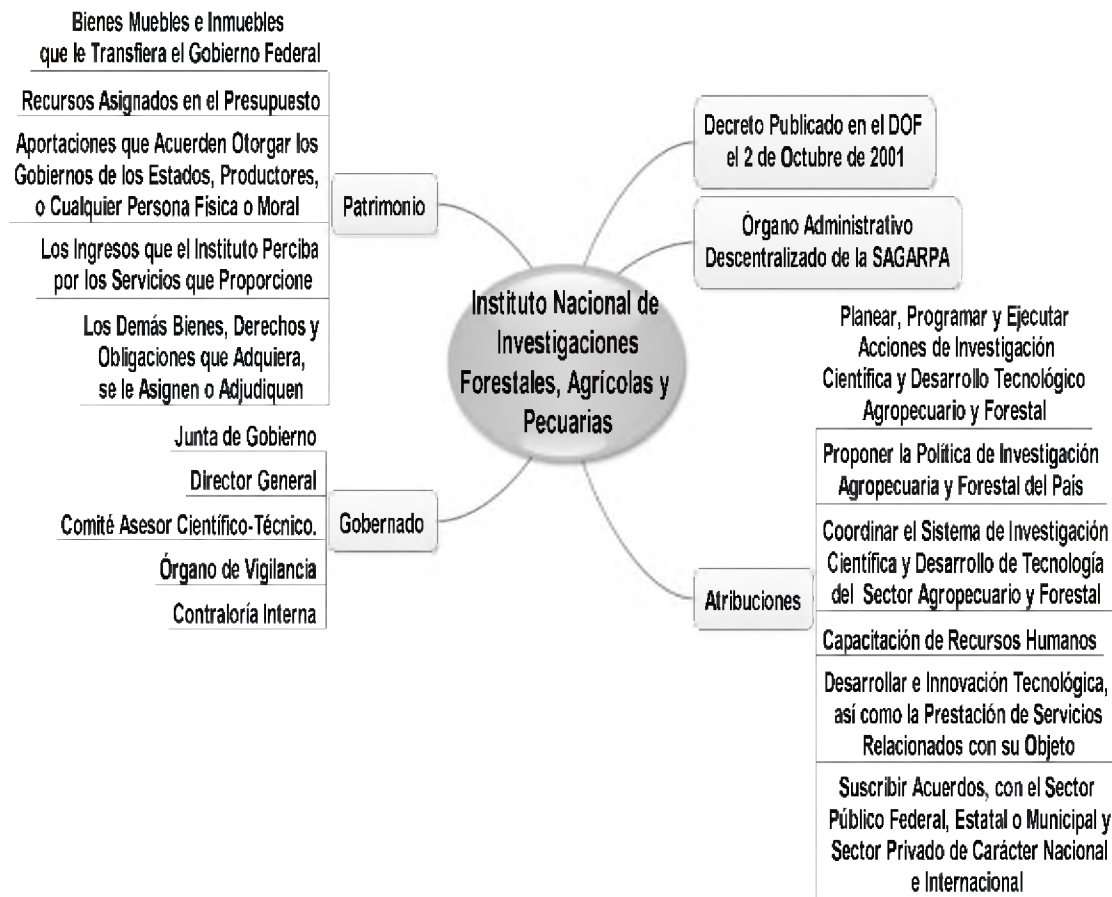 Instituto Nacional de
Investigaciones
Forestales, Agrícolas y
Pecuarias
Decreto Publicado en el DOF
el 2 de Octubre de 2001
Órgano Administrativo
Descentralizado de la SAGARPA
Patrimonio
Bienes Muebles e Inmuebles
que le Transfiera el Gobierno Federal
Recursos Asignados en el Presupuesto
Aportaciones que Acuerden Otorgar los
Gobiernos de los Estados, Productores,
o Cualquier Persona Física o Moral
Los Ingresos que el Instituto Perciba
por los Servicios que Proporcione
Los Demás Bienes, Derechos y
Obligaciones que Adquiera,
se le Asignen o Adjudiquen
Gobernado
Junta de Gobierno
Director General
Comité Asesor Científico-Técnico.
Órgano de Vigilancia
Contraloría Interna
Atribuciones
Planear, Programar y Ejecutar
Acciones de Investigación
Científica y Desarrollo Tecnológico
Agropecuario y Forestal
Proponer la Política de Investigación
Agropecuaria y Forestal del País
Coordinar el Sistema de Investigación
Científica y Desarrollo de Tecnología
del Sector Agropecuario y Forestal
Capacitación de Recursos Humanos
Desarrollar e Innovación Tecnológica,
así como la Prestación de Servicios
Relacionados con su Objeto
Suscribir Acuerdos, con el Sector
Público Federal, Estatal o Municipal y
Sector Privado de Carácter Nacional
e Internacional